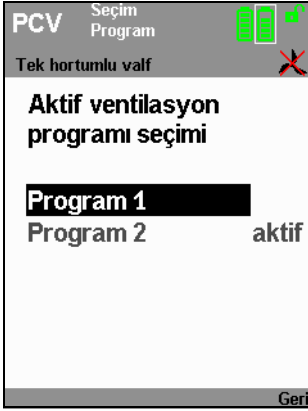 PCV
Seçim
Program
Tek hortumlu valf
Aktif ventilasyon
programı seçimi
Program 1
Program 2 aktif
Geri